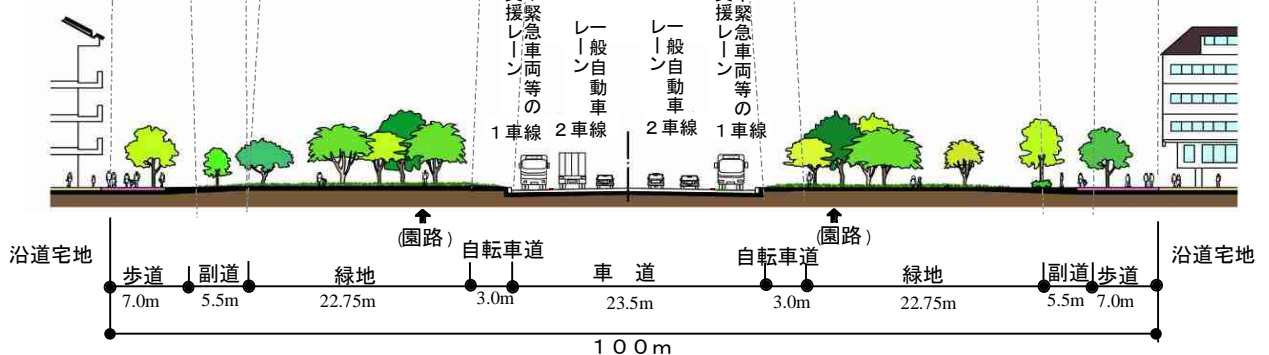 緊急車両等の
支援レーン
一般自動車
レーン
一般自動車
レーン
緊急車両等の
支援レーン
1車線
2車線
2車線
1車線
(園路)
(園路)
沿道宅地
沿道宅地
歩道
副道
緑地
自転車道
車 道
自転車道
緑地
副道
歩道
7.0m
5.5m
22.75m
3.0m
23.5m
3.0m
22.75m
5.5m
7.0m
100m